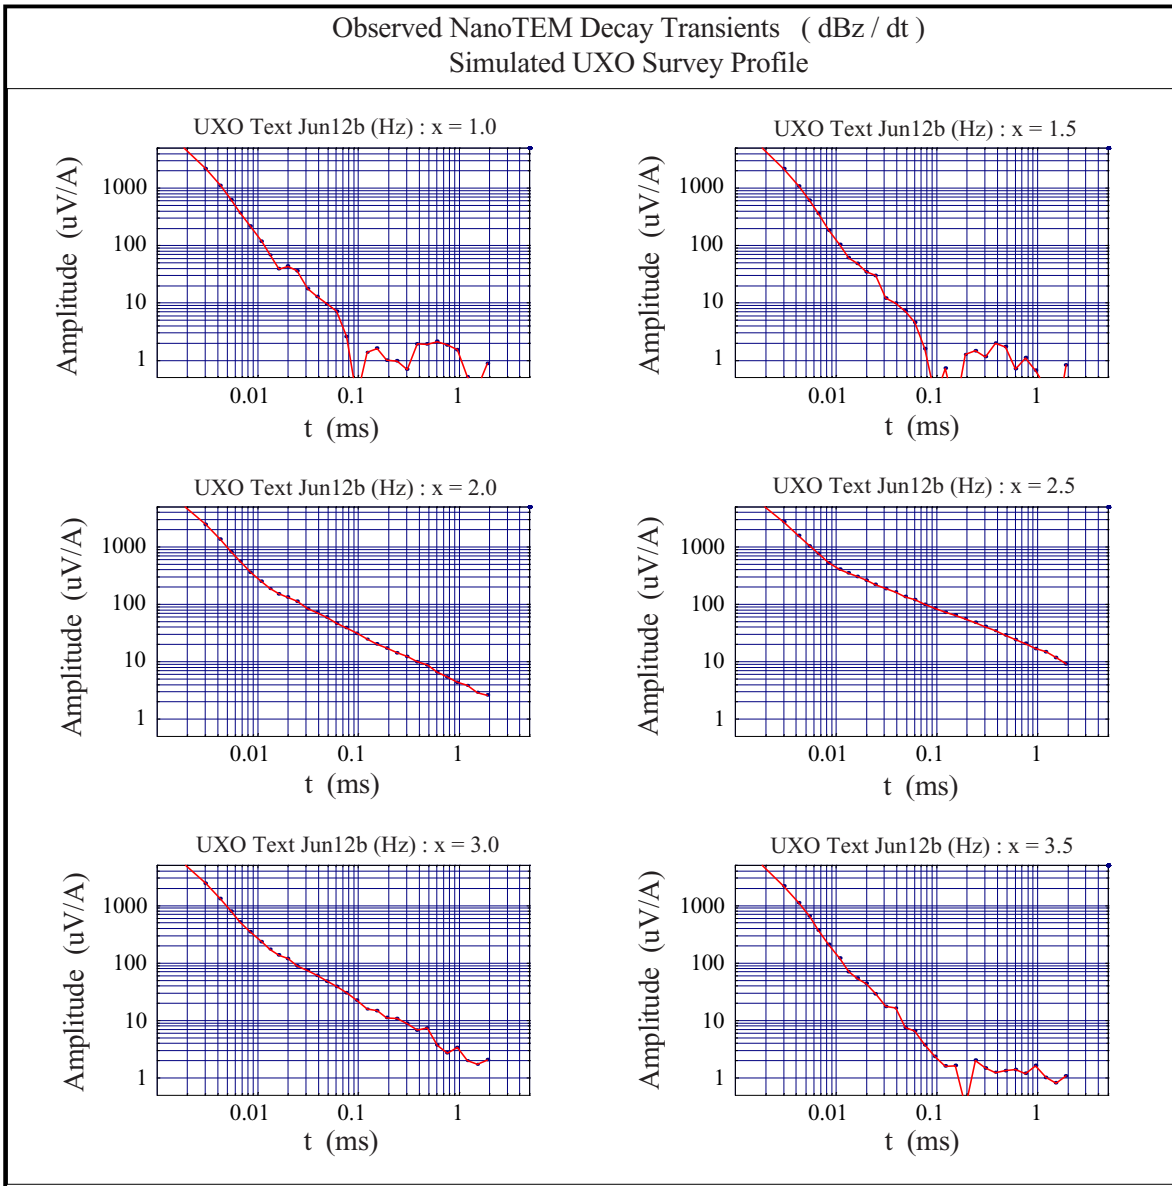 Observed NanoTEM Decay Transients ( dBz / dt )
Simulated UXO Survey Profile
UXO Text Jun12b (Hz) : x = 1.0
Amplitude (uV/A)
1000
100
10
1
0.01 0.1 1
t (ms)
UXO Text Jun12b (Hz) : x = 1.5
Amplitude (uV/A)
1000
100
10
1
0.01 0.1 1
t (ms)
UXO Text Jun12b (Hz) : x = 2.0
Amplitude (uV/A)
1000
100
10
1
0.01 0.1 1
t (ms)
UXO Text Jun12b (Hz) : x = 2.5
Amplitude (uV/A)
1000
100
10
1
0.01 0.1 1
t (ms)
UXO Text Jun12b (Hz) : x = 3.0
Amplitude (uV/A)
1000
100
10
1
0.01 0.1 1
t (ms)
UXO Text Jun12b (Hz) : x = 3.5
Amplitude (uV/A)
1000
100
10
1
0.01 0.1 1
t (ms)